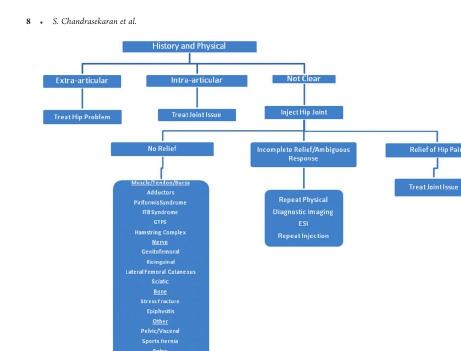 8 • S. Chandrasekaran et al.
History and Physical
Extra-articular
Intra-articular
Not Clear
Treat Hip Problem
Treat Joint Issue
Inject Hip Joint
No Relief
Incomplete Relief/Ambiguous
Response
Relief of Hip Pain
Treat Joint Issue
Muscle/Tendon/Bursa
Adductors
Piriformis Syndrome
ITB Syndrome
GTPS
Hamstring Complex
Nerve
Genitofemoral
Ilioinguinal
Lateral Femoral Cutaneous
Sciatic
Bone
Stress Fracture
Epiphysitis
Other
Pelvic/Visceral
Sports Hernia
Repeat Physical
Diagnostic Imaging
ESI
Repeat Injection